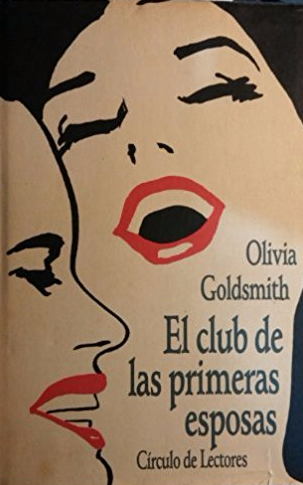 Olivia
Goldsmith
El club de
las primeras
esposas
Círculo de Lectores